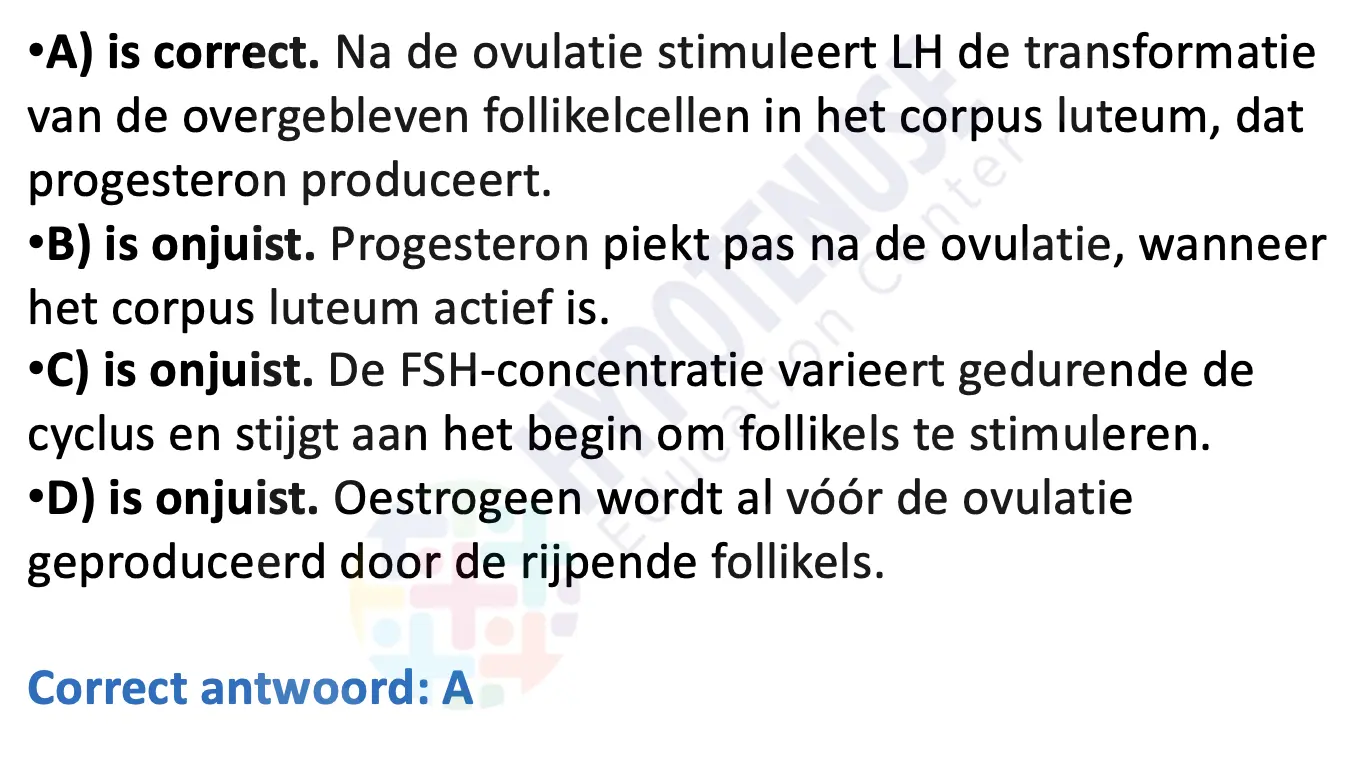 •A) is correct. Na de ovulatie stimuleert LH de transformatie
van de overgebleven follikelcellen in het corpus luteum, dat
progesteron produceert.
•B) is onjuist. Progesteron piekt pas na de ovulatie, wanneer
het corpus luteum actief is.
•C) is onjuist. De FSH-concentratie varieert gedurende de
cyclus en stijgt aan het begin om follikels te stimuleren.
•D) is onjuist. Oestrogeen wordt al vóór de ovulatie
geproduceerd door de rijpende follikels.
Correct antwoord: A
HYPOTENUSE
Education Center